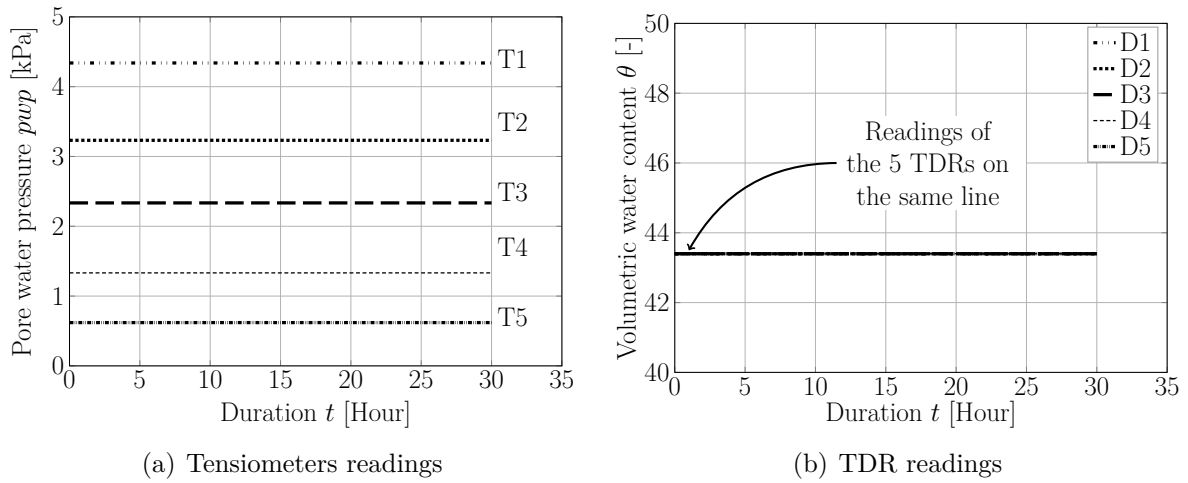 Pore water pressure pwp [kPa]
5
4
3
2
1
0
T1
T2
T3
T4
T5
0 5 10 15 20 25 30 35
Duration t [Hour]
(a) Tensiometers readings
Volumetric water content θ [-]
50
48
46
44
42
40
D1
D2
D3
D4
D5
Readings of
the 5 TDRs on
the same line
0 5 10 15 20 25 30 35
Duration t [Hour]
(b) TDR readings